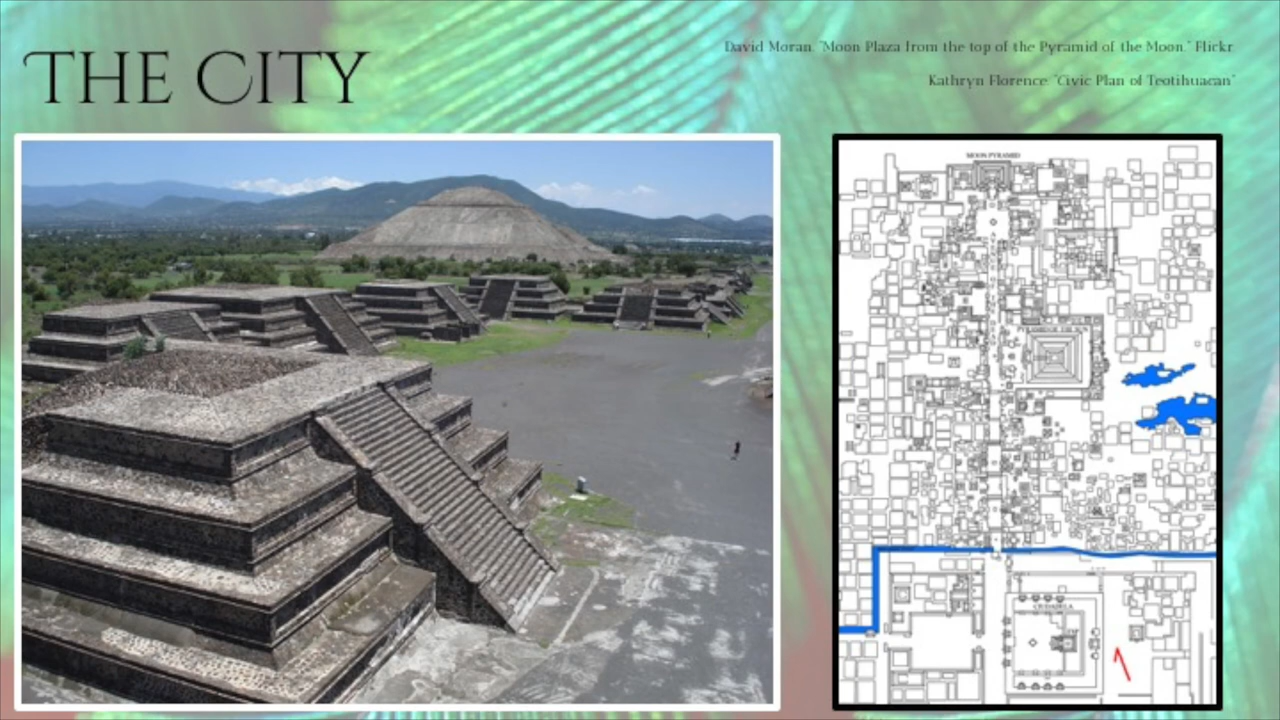 THE CITY
David Moran. "Moon Plaza from the top of the Pyramid of the Moon." Flickr
Kathryn Florence. "Civic Plan of Teotihuacan"
MOON PYRAMID
CIUDADELA